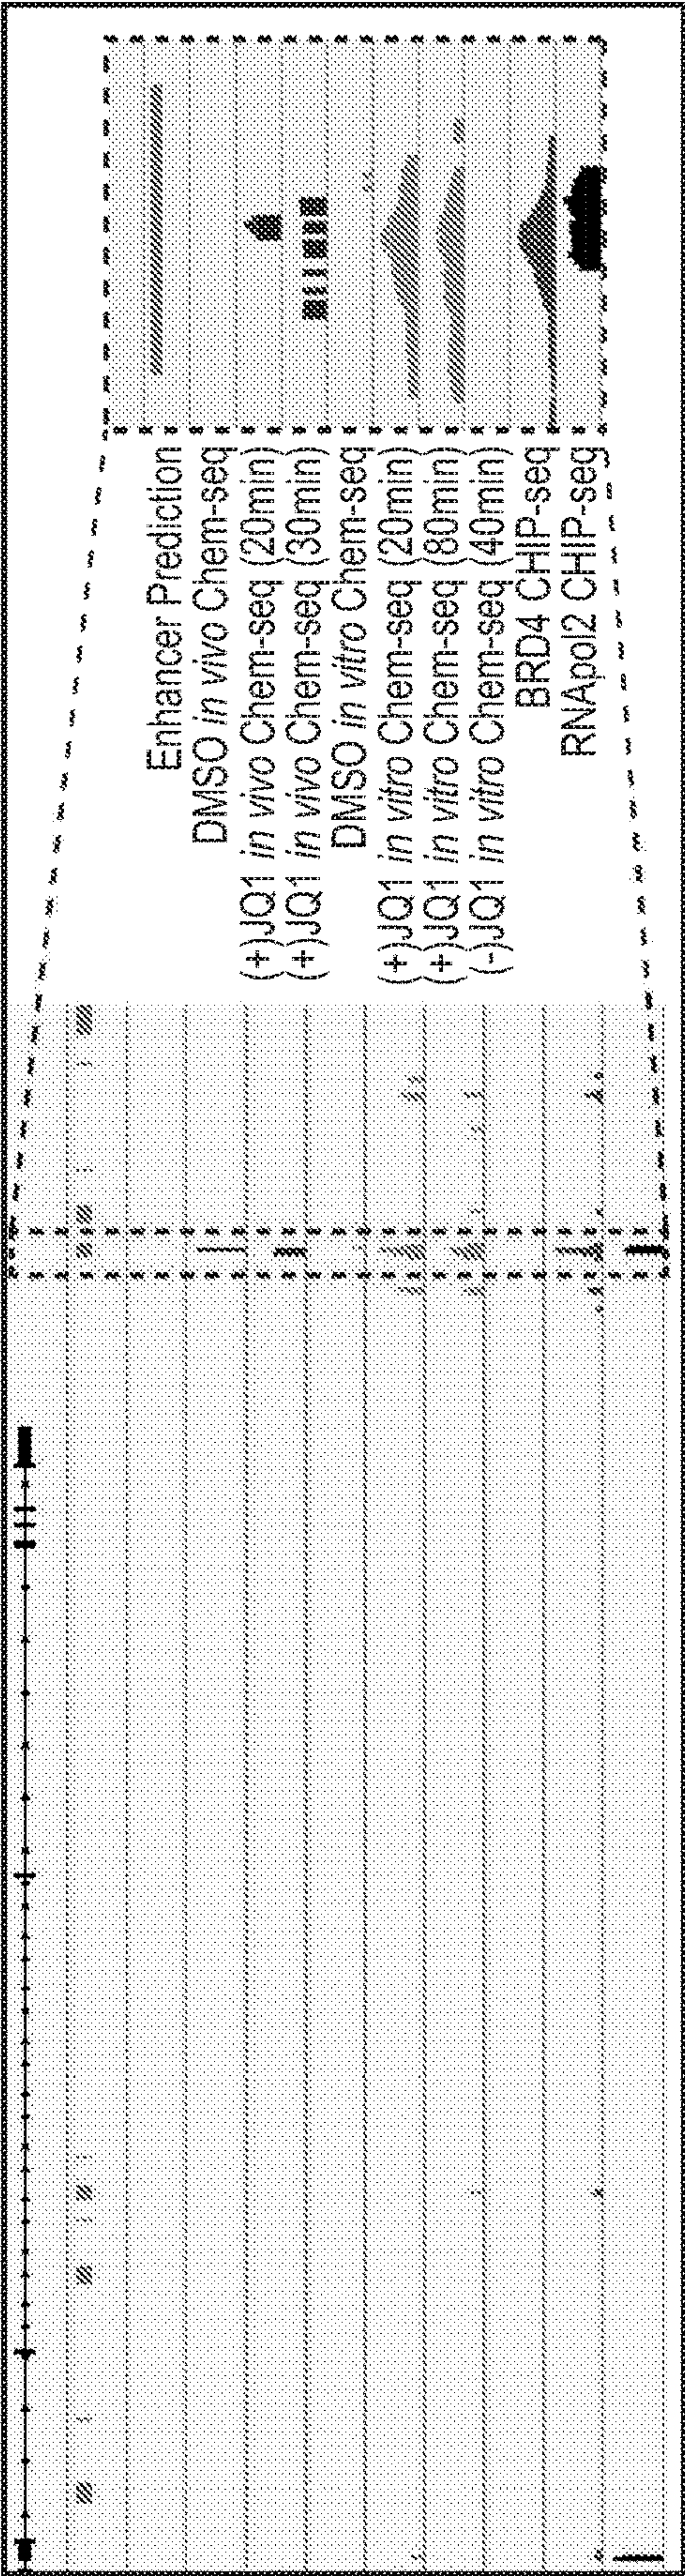 Enhancer Prediction
DMSO in vivo Chem-seq
(+)JQ1 in vivo Chem-seq (20min)
(+)JQ1 in vivo Chem-seq (30min)
DMSO in vitro Chem-seq
(+)JQ1 in vitro Chem-seq (20min)
(+)JQ1 in vitro Chem-seq (80min)
(-)JQ1 in vitro Chem-seq (40min)
BRD4 CHIP-seq
RNApol2 CHIP-seq